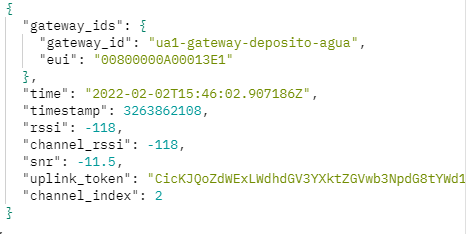 {
"gateway_ids": {
"gateway_id": "ua1-gateway-deposito-agua",
"eui": "00800000A00013E1"
},
"time": "2022-02-02T15:46:02.907186Z",
"timestamp": 3263862108,
"rssi": -118,
"channel_rssi": -118,
"snr": -11.5,
"uplink_token": "CicKJQoZdWExLWdhdGV3YXktZGVwb3NpdG8tYWd1
"channel_index": 2
}